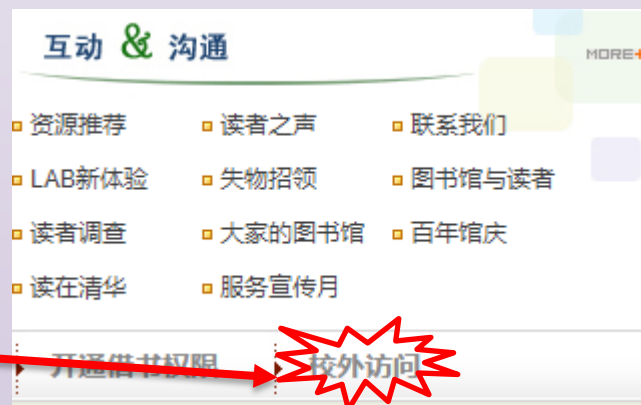 互动 & 沟通
MORE+
资源推荐 读者之声 联系我们
LAB新体验 失物招领 图书馆与读者
读者调查 大家的图书馆 百年馆庆
读在清华 服务宣传月
开通借书权限 校外访问